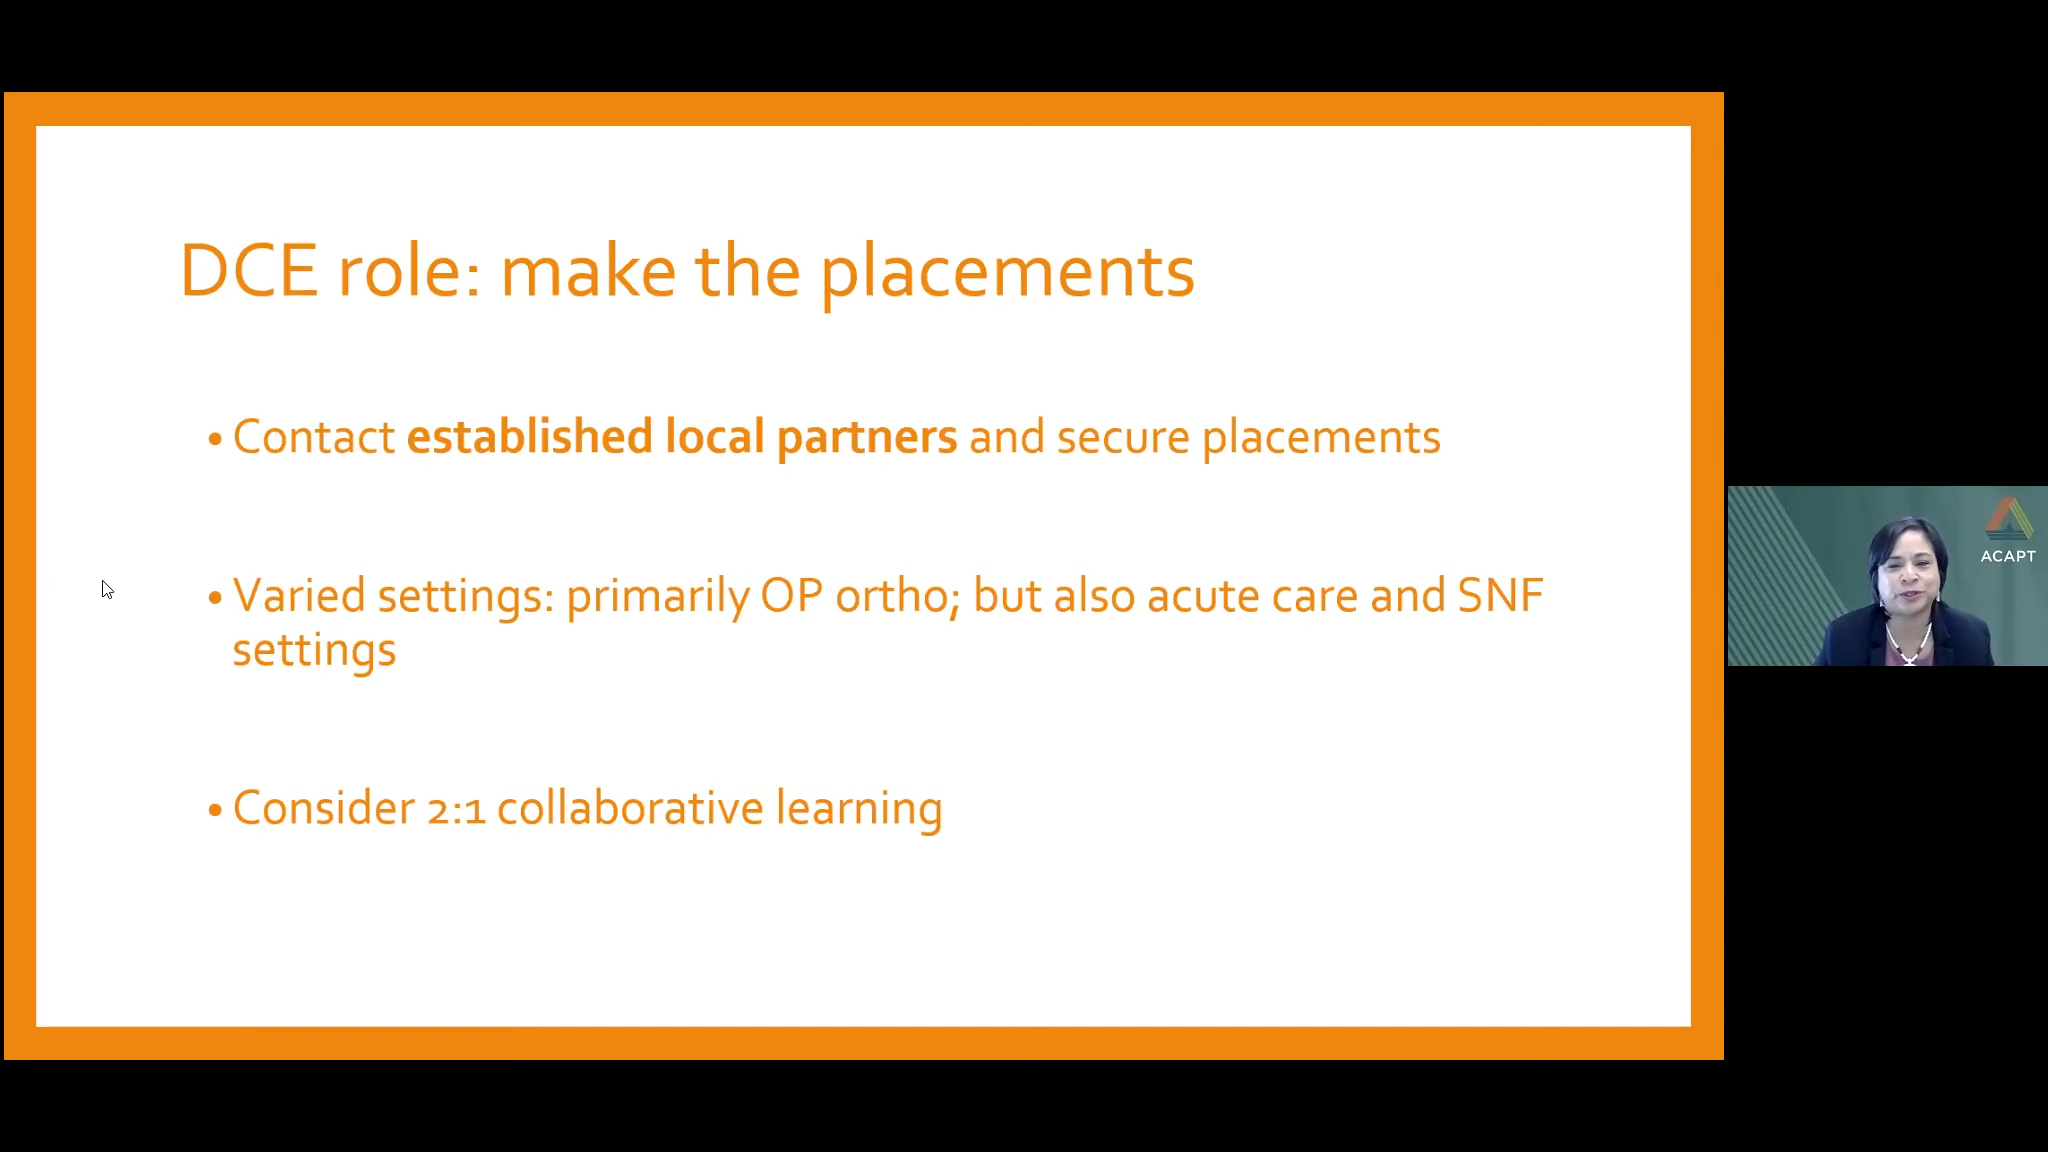 DCE role: make the placements
• Contact established local partners and secure placements
• Varied settings: primarily OP ortho; but also acute care and SNF
settings
• Consider 2:1 collaborative learning
ACAPT